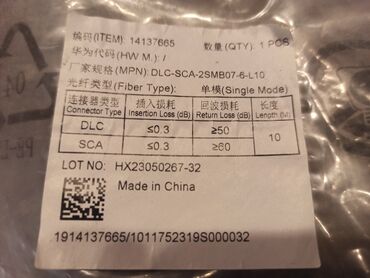 编码(ITEM): 14137665 数量(QTY): 1 PCS
华为代码(HW M.): /
厂家规格(MPN): DLC-SCA-2SMB07-6-L10
光纤类型(Fiber Type): 单模(Single Mode)
连接器类型 插入损耗 回波损耗 长度
Connector Type Insertion Loss (dB) Return Loss (dB) Length (M)
DLC ≤0.3 ≥50 10
SCA ≤0.3 ≥60
LOT NO: HX23050267-32
Made in China
1914137665/1011752319S000032